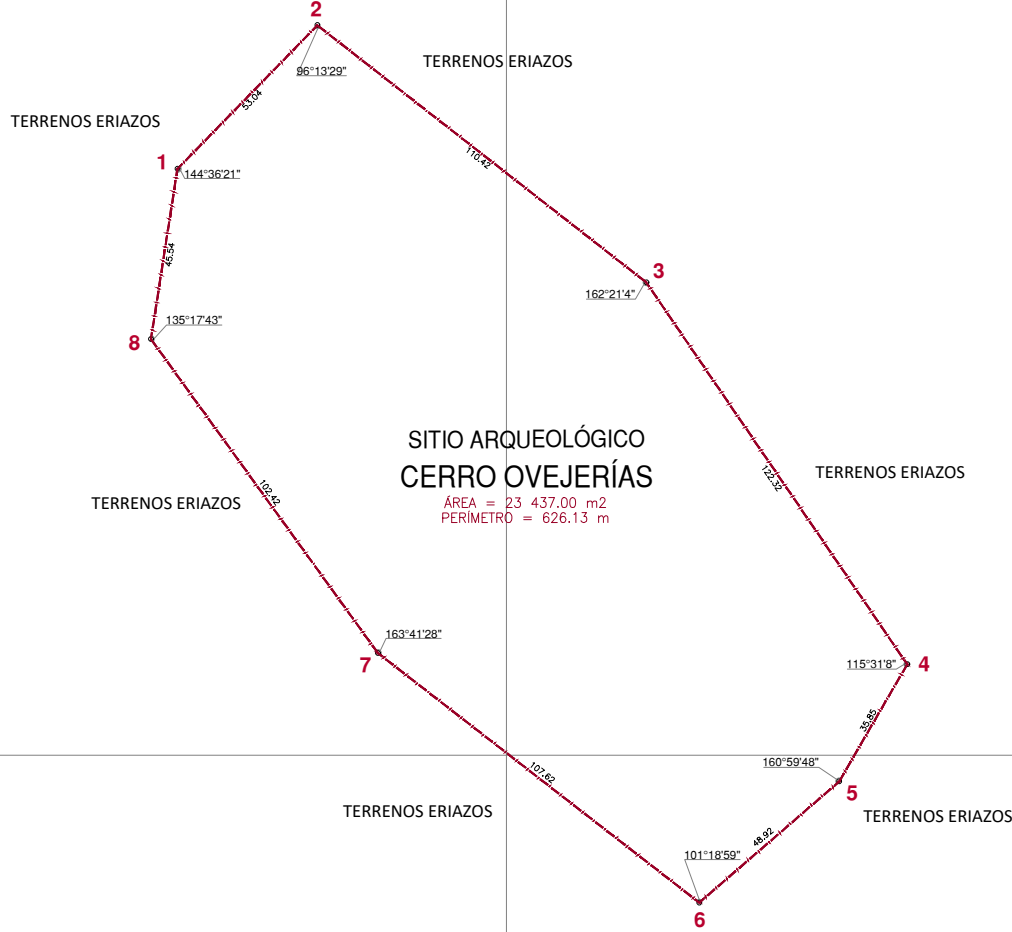 2
TERRENOS ERIAZOS
96°13'29"
53.04
TERRENOS ERIAZOS
1
144°36'21"
110.42
45.54
3
162°21'4"
135°17'43"
8
SITIO ARQUEOLÓGICO
CERRO OVEJERÍAS
ÁREA = 23 437.00 m2
PERÍMETRO = 626.13 m
122.32
TERRENOS ERIAZOS
102.42
TERRENOS ERIAZOS
163°41'28"
7
115°31'8"
4
35.85
160°59'48"
5
107.62
TERRENOS ERIAZOS
TERRENOS ERIAZOS
48.92
101°18'59"
6